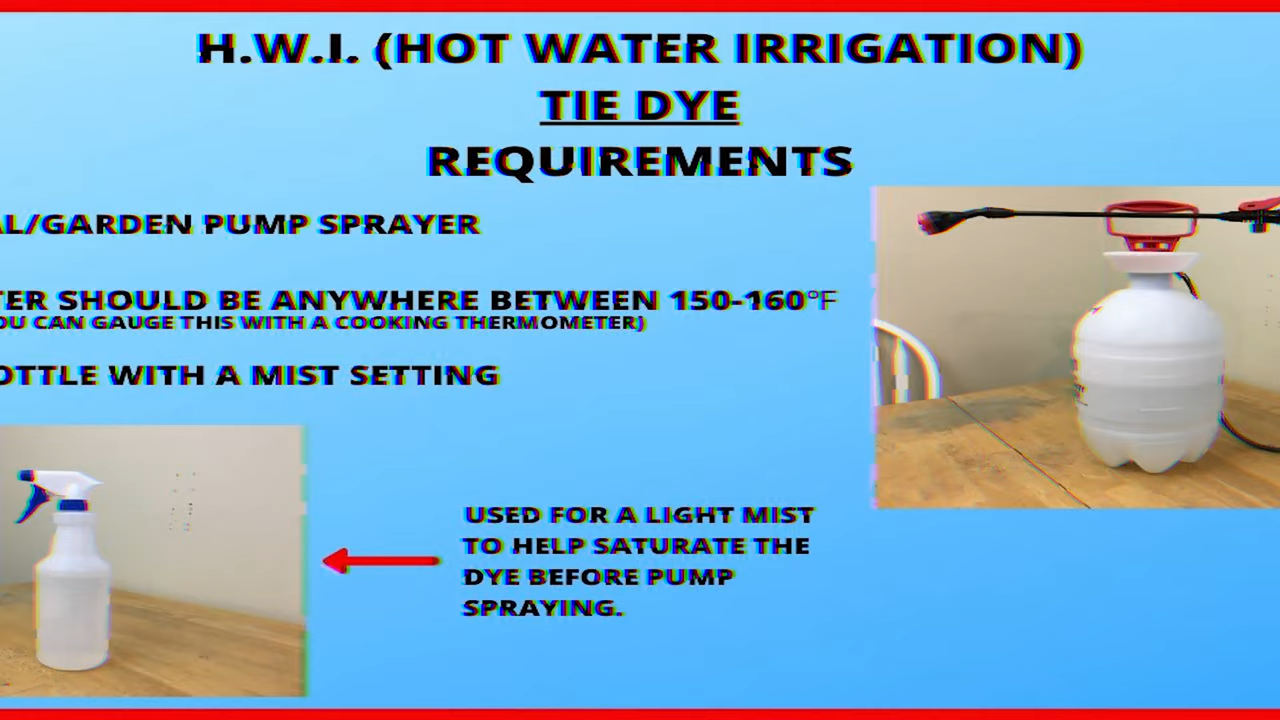 H.W.I. (HOT WATER IRRIGATION)
TIE DYE
REQUIREMENTS
/GARDEN PUMP SPRAYER
SHOULD BE ANYWHERE BETWEEN 150-160°F
CAN GAUGE THIS WITH A COOKING THERMOMETER)
WITH A MIST SETTING
USED FOR A LIGHT MIST
TO HELP SATURATE THE
DYE BEFORE PUMP
SPRAYING.